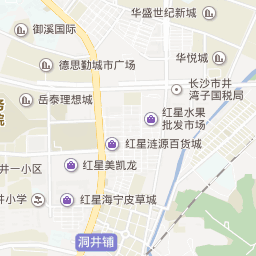 华盛世纪新城
御溪国际
华悦城
德思勤城市广场
长沙市井
湾子国税局
岳泰理想城
务
院
红星水果
批发市场
红星涟源百货城
井一小区
红星美凯龙
井小学
红星海宁皮草城
洞井铺